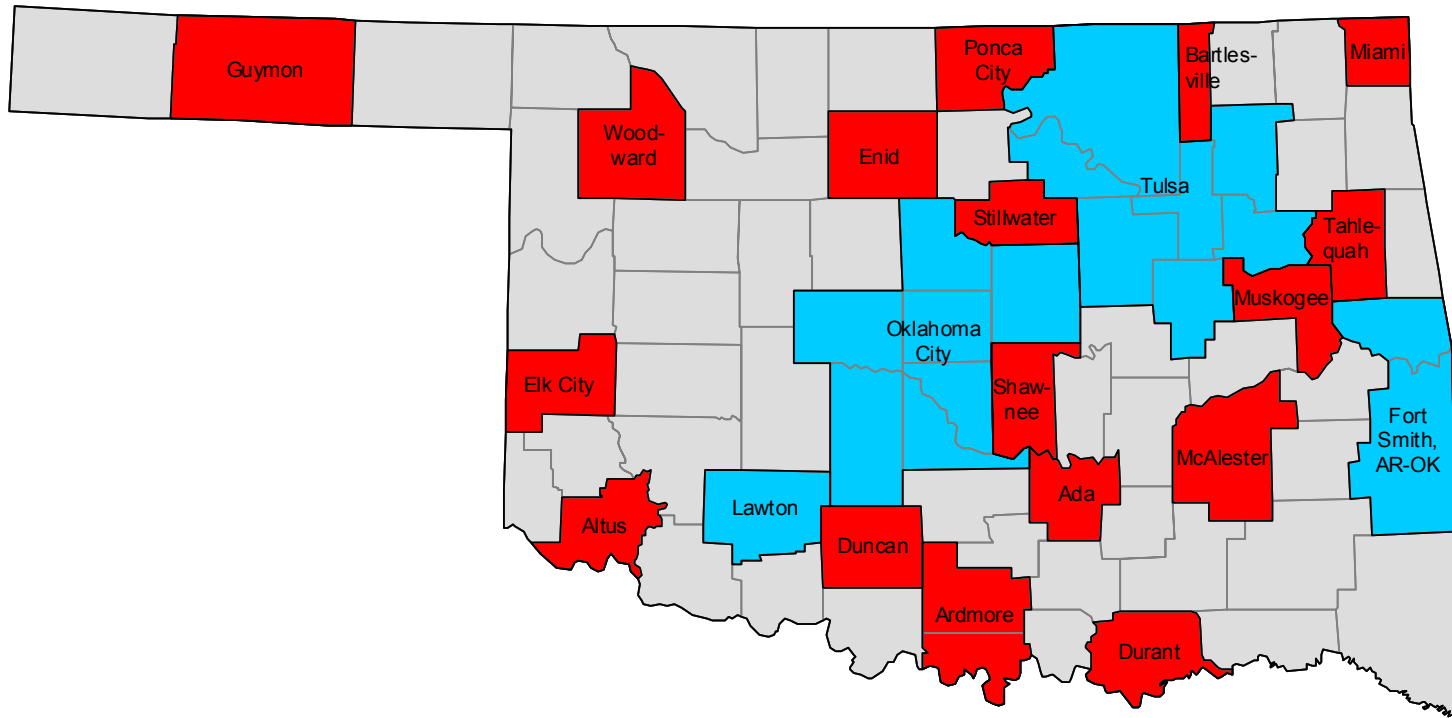 Guymon
Ponca
City
Bartles-
ville
Miami
Wood-
ward
Enid
Tulsa
Stillwater
Tahle-
quah
Muskogee
Oklahoma
City
Elk City
Shaw-
nee
Fort
Smith,
AR-OK
McAlester
Ada
Lawton
Altus
Duncan
Ardmore
Durant